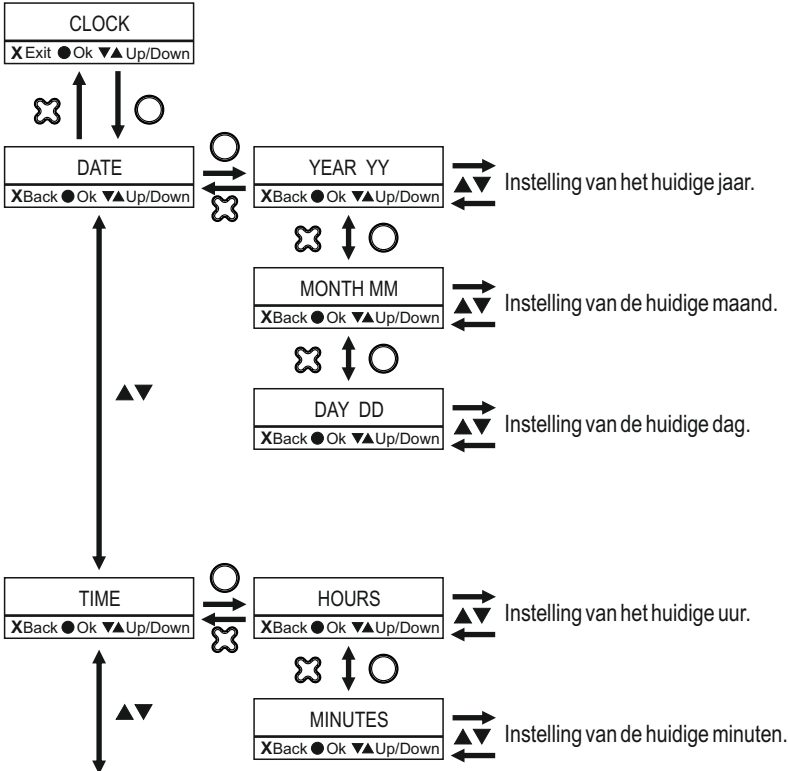 CLOCK
X Exit ● Ok ▼▲ Up/Down
DATE
X Back ● Ok ▼▲ Up/Down
YEAR YY
X Back ● Ok ▼▲ Up/Down
Instelling van het huidige jaar.
MONTH MM
X Back ● Ok ▼▲ Up/Down
Instelling van de huidige maand.
DAY DD
X Back ● Ok ▼▲ Up/Down
Instelling van de huidige dag.
TIME
X Back ● Ok ▼▲ Up/Down
HOURS
X Back ● Ok ▼▲ Up/Down
Instelling van het huidige uur.
MINUTES
X Back ● Ok ▼▲ Up/Down
Instelling van de huidige minuten.